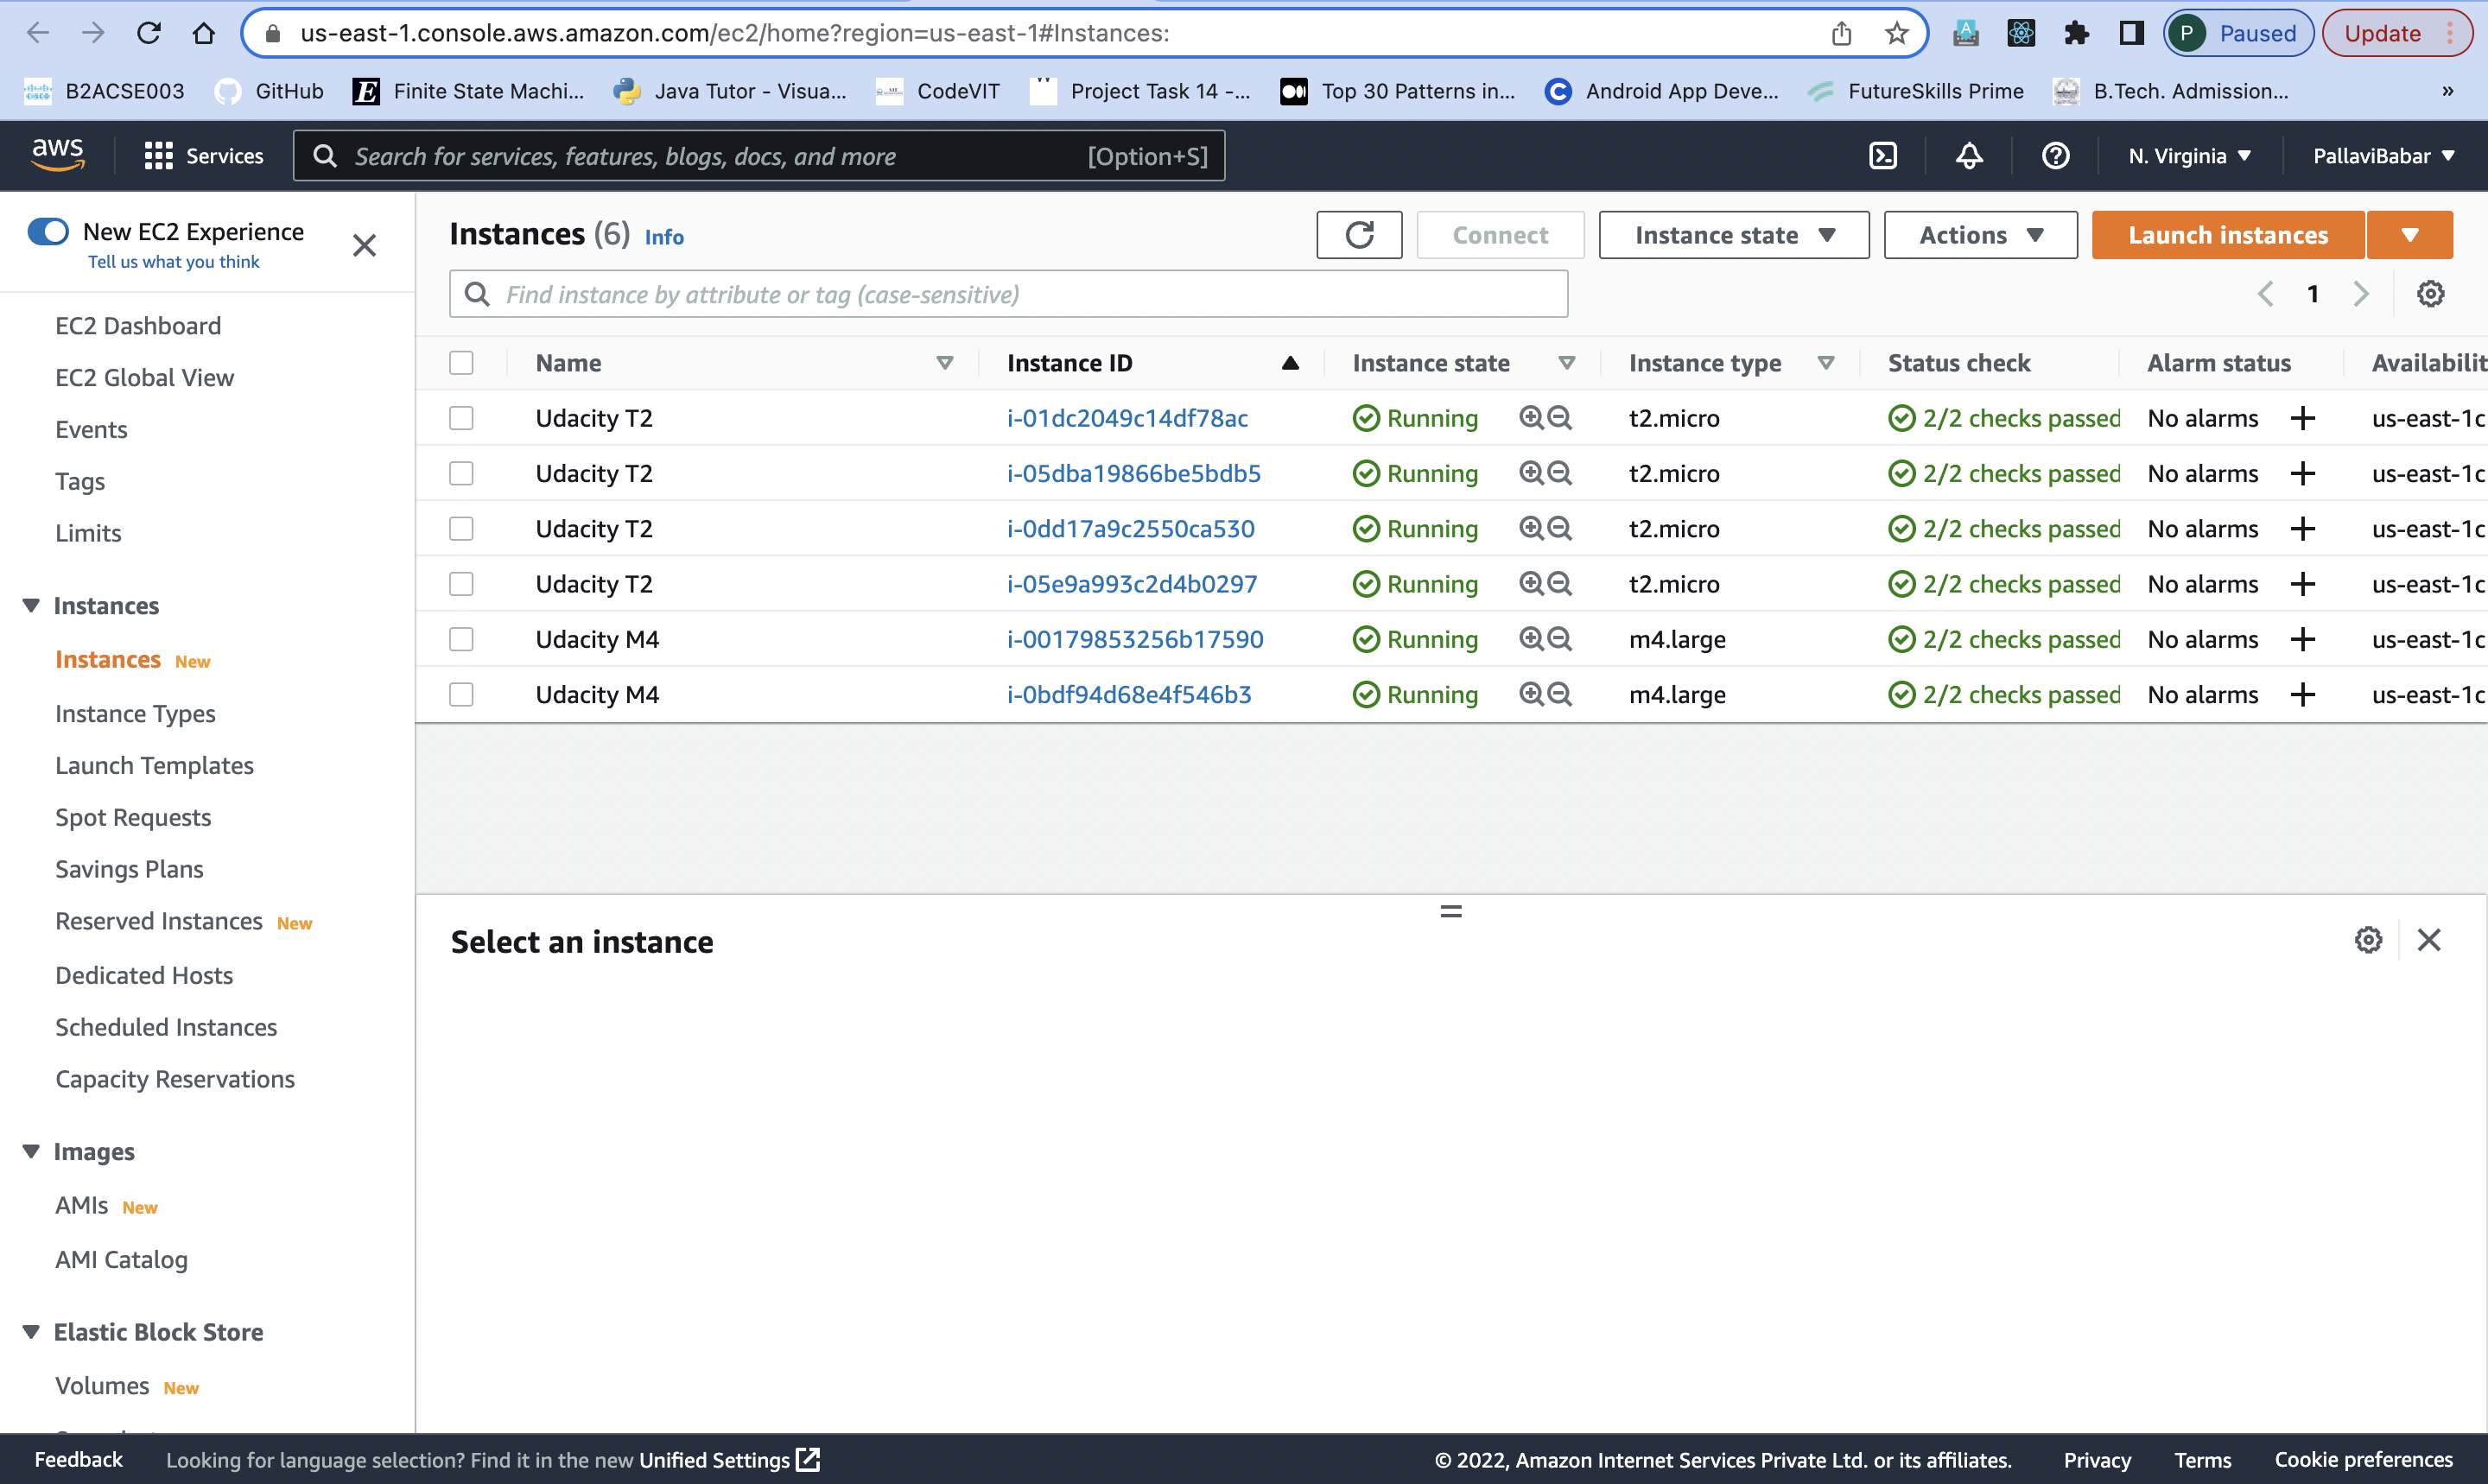 us-east-1.console.aws.amazon.com/ec2/home?region=us-east-1#Instances:
P Paused
Update
B2ACSE003
GitHub
Finite State Machi...
Java Tutor - Visua...
CodeVIT
Project Task 14 -...
Top 30 Patterns in...
Android App Deve...
FutureSkills Prime
B.Tech. Admission...
»
aws
Services
Search for services, features, blogs, docs, and more [Option+S]
N. Virginia
PallaviBabar
New EC2 Experience
Tell us what you think
EC2 Dashboard
EC2 Global View
Events
Tags
Limits
Instances
Instances New
Instance Types
Launch Templates
Spot Requests
Savings Plans
Reserved Instances New
Dedicated Hosts
Scheduled Instances
Capacity Reservations
Images
AMIs New
AMI Catalog
Elastic Block Store
Volumes New
Instances (6) Info
Connect
Instance state
Actions
Launch instances
Find instance by attribute or tag (case-sensitive)
1
Name Instance ID Instance state Instance type Status check Alarm status Availabilit
Udacity T2 i-01dc2049c14df78ac Running t2.micro 2/2 checks passed No alarms + us-east-1c
Udacity T2 i-05dba19866be5bdb5 Running t2.micro 2/2 checks passed No alarms + us-east-1c
Udacity T2 i-0dd17a9c2550ca530 Running t2.micro 2/2 checks passed No alarms + us-east-1c
Udacity T2 i-05e9a993c2d4b0297 Running t2.micro 2/2 checks passed No alarms + us-east-1c
Udacity M4 i-00179853256b17590 Running m4.large 2/2 checks passed No alarms + us-east-1c
Udacity M4 i-0bdf94d68e4f546b3 Running m4.large 2/2 checks passed No alarms + us-east-1c
Select an instance
Feedback
Looking for language selection? Find it in the new Unified Settings
© 2022, Amazon Internet Services Private Ltd. or its affiliates.
Privacy
Terms
Cookie preferences